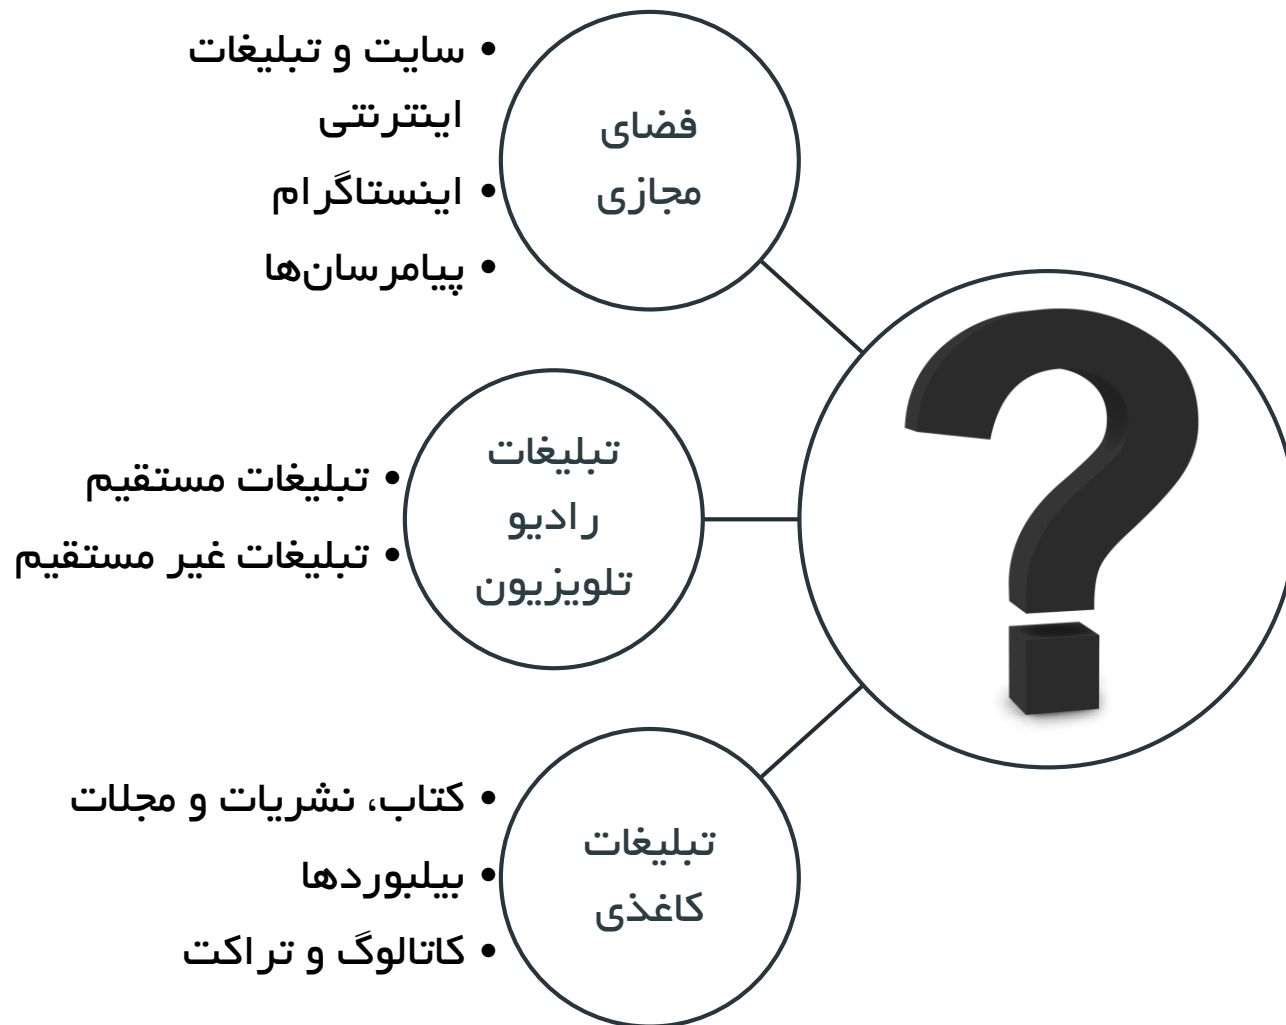 فضای
مجازی
• سایت و تبلیغات
اینترنتی
• اینستاگرام
• پیامرسان‌ها
تبلیغات
رادیو
تلویزیون
• تبلیغات مستقیم
• تبلیغات غیر مستقیم
تبلیغات
کاغذی
• کتاب، نشریات و مجلات
• بیلبوردها
• کاتالوگ و تراکت
?